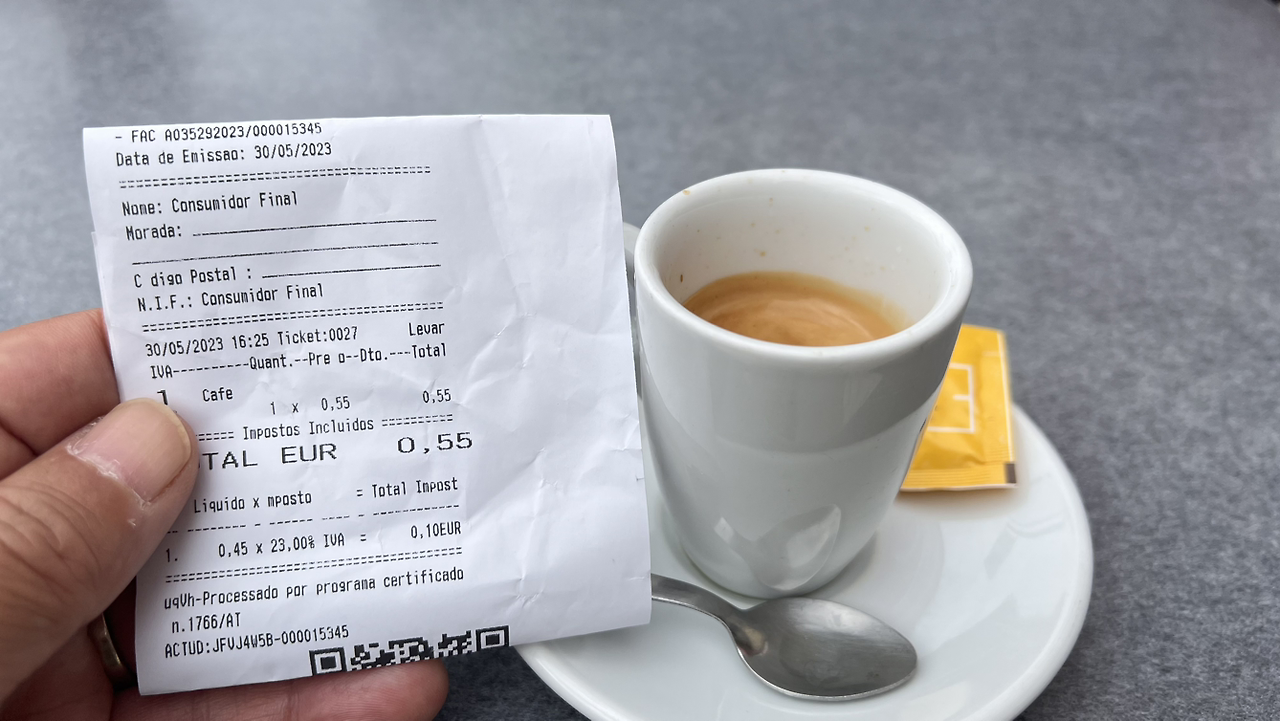 - FAC A035292023/000015345
Data de Emissao: 30/05/2023
Nome: Consumidor Final
Morada:
C digo Postal :
N.I.F.: Consumidor Final
30/05/2023 16:25 Ticket:0027 Levar
IVA----------Quant.--Pre o--Dto.---Total
1 Cafe
1 x 0,55 0,55
===== Impostos Incluidos =========
TAL EUR 0,55
Liquido x mposto = Total Impost
1. 0,45 x 23,00% IVA = 0,10EUR
uqVh-Processado por programa certificado
n.1766/AT
ACTUD:JFVJ4W5B-000015345